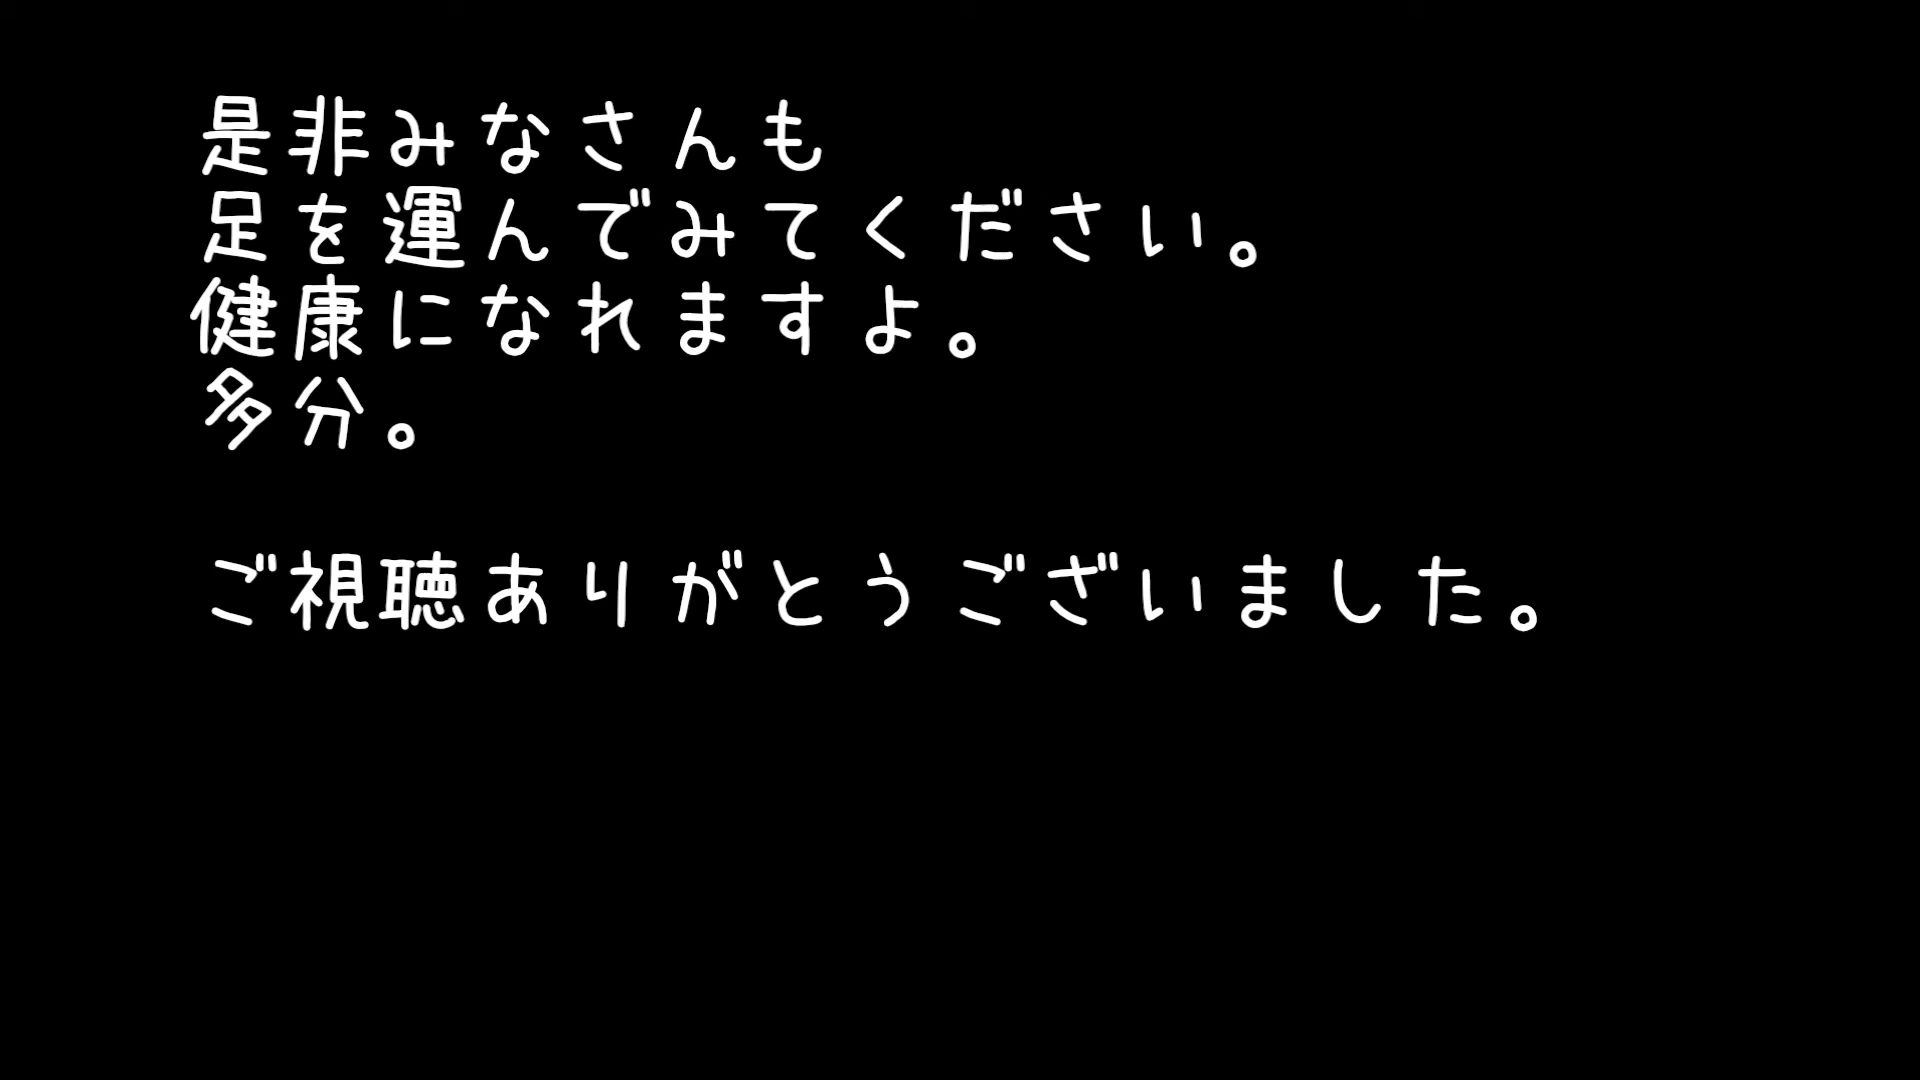 是非みなさんも
足を運んでみてください。
健康になれますよ。
多分。
ご視聴ありがとうございました。